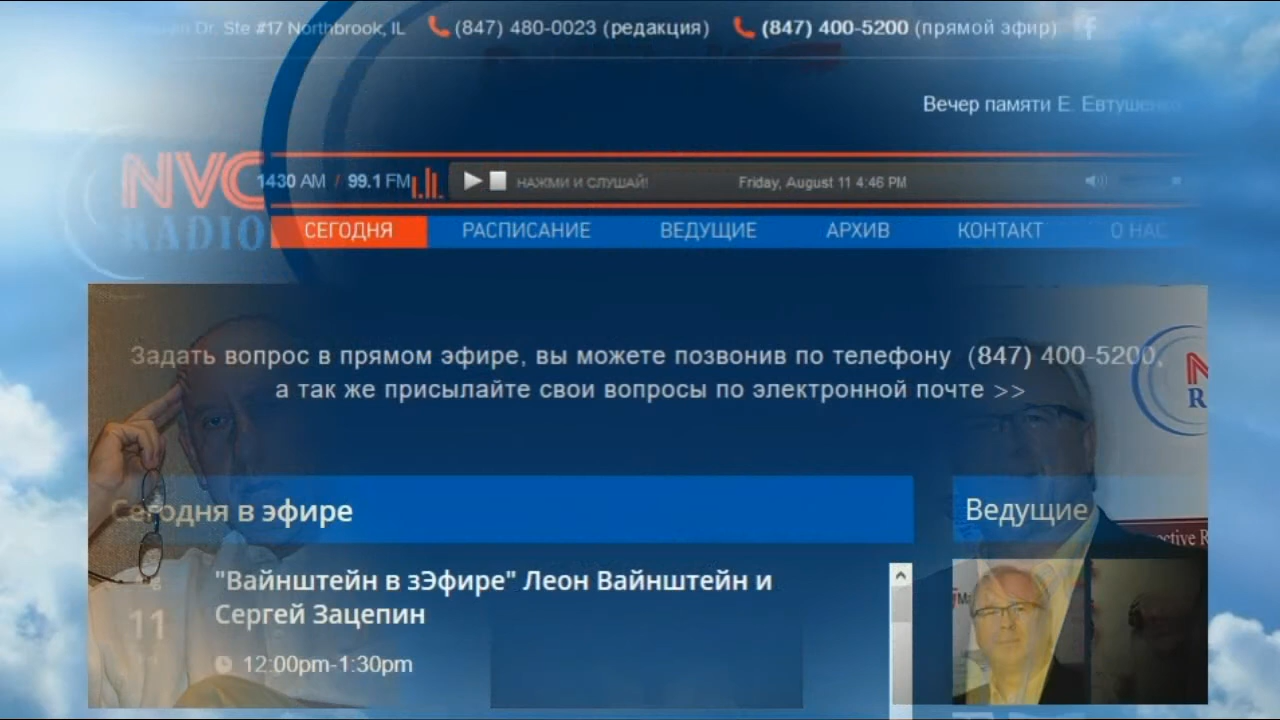 Dr. Ste #17 Northbrook, IL
(847) 480-0023 (редакция)
(847) 400-5200 (прямой эфир)
f
Вечер памяти Е. Евтушенко
NVC
RADIO
1430 AM / 99.1 FM
НАЖМИ И СЛУШАЙ!
Friday, August 11 4:46 PM
СЕГОДНЯ
РАСПИСАНИЕ
ВЕДУЩИЕ
АРХИВ
КОНТАКТ
О НАС
Задать вопрос в прямом эфире, вы можете позвонив по телефону (847) 400-5200,
а так же присылайте свои вопросы по электронной почте >>
Сегодня в эфире
Ведущие
11
"Вайнштейн в зЭфире" Леон Вайнштейн и
Сергей Зацепин
12:00pm-1:30pm